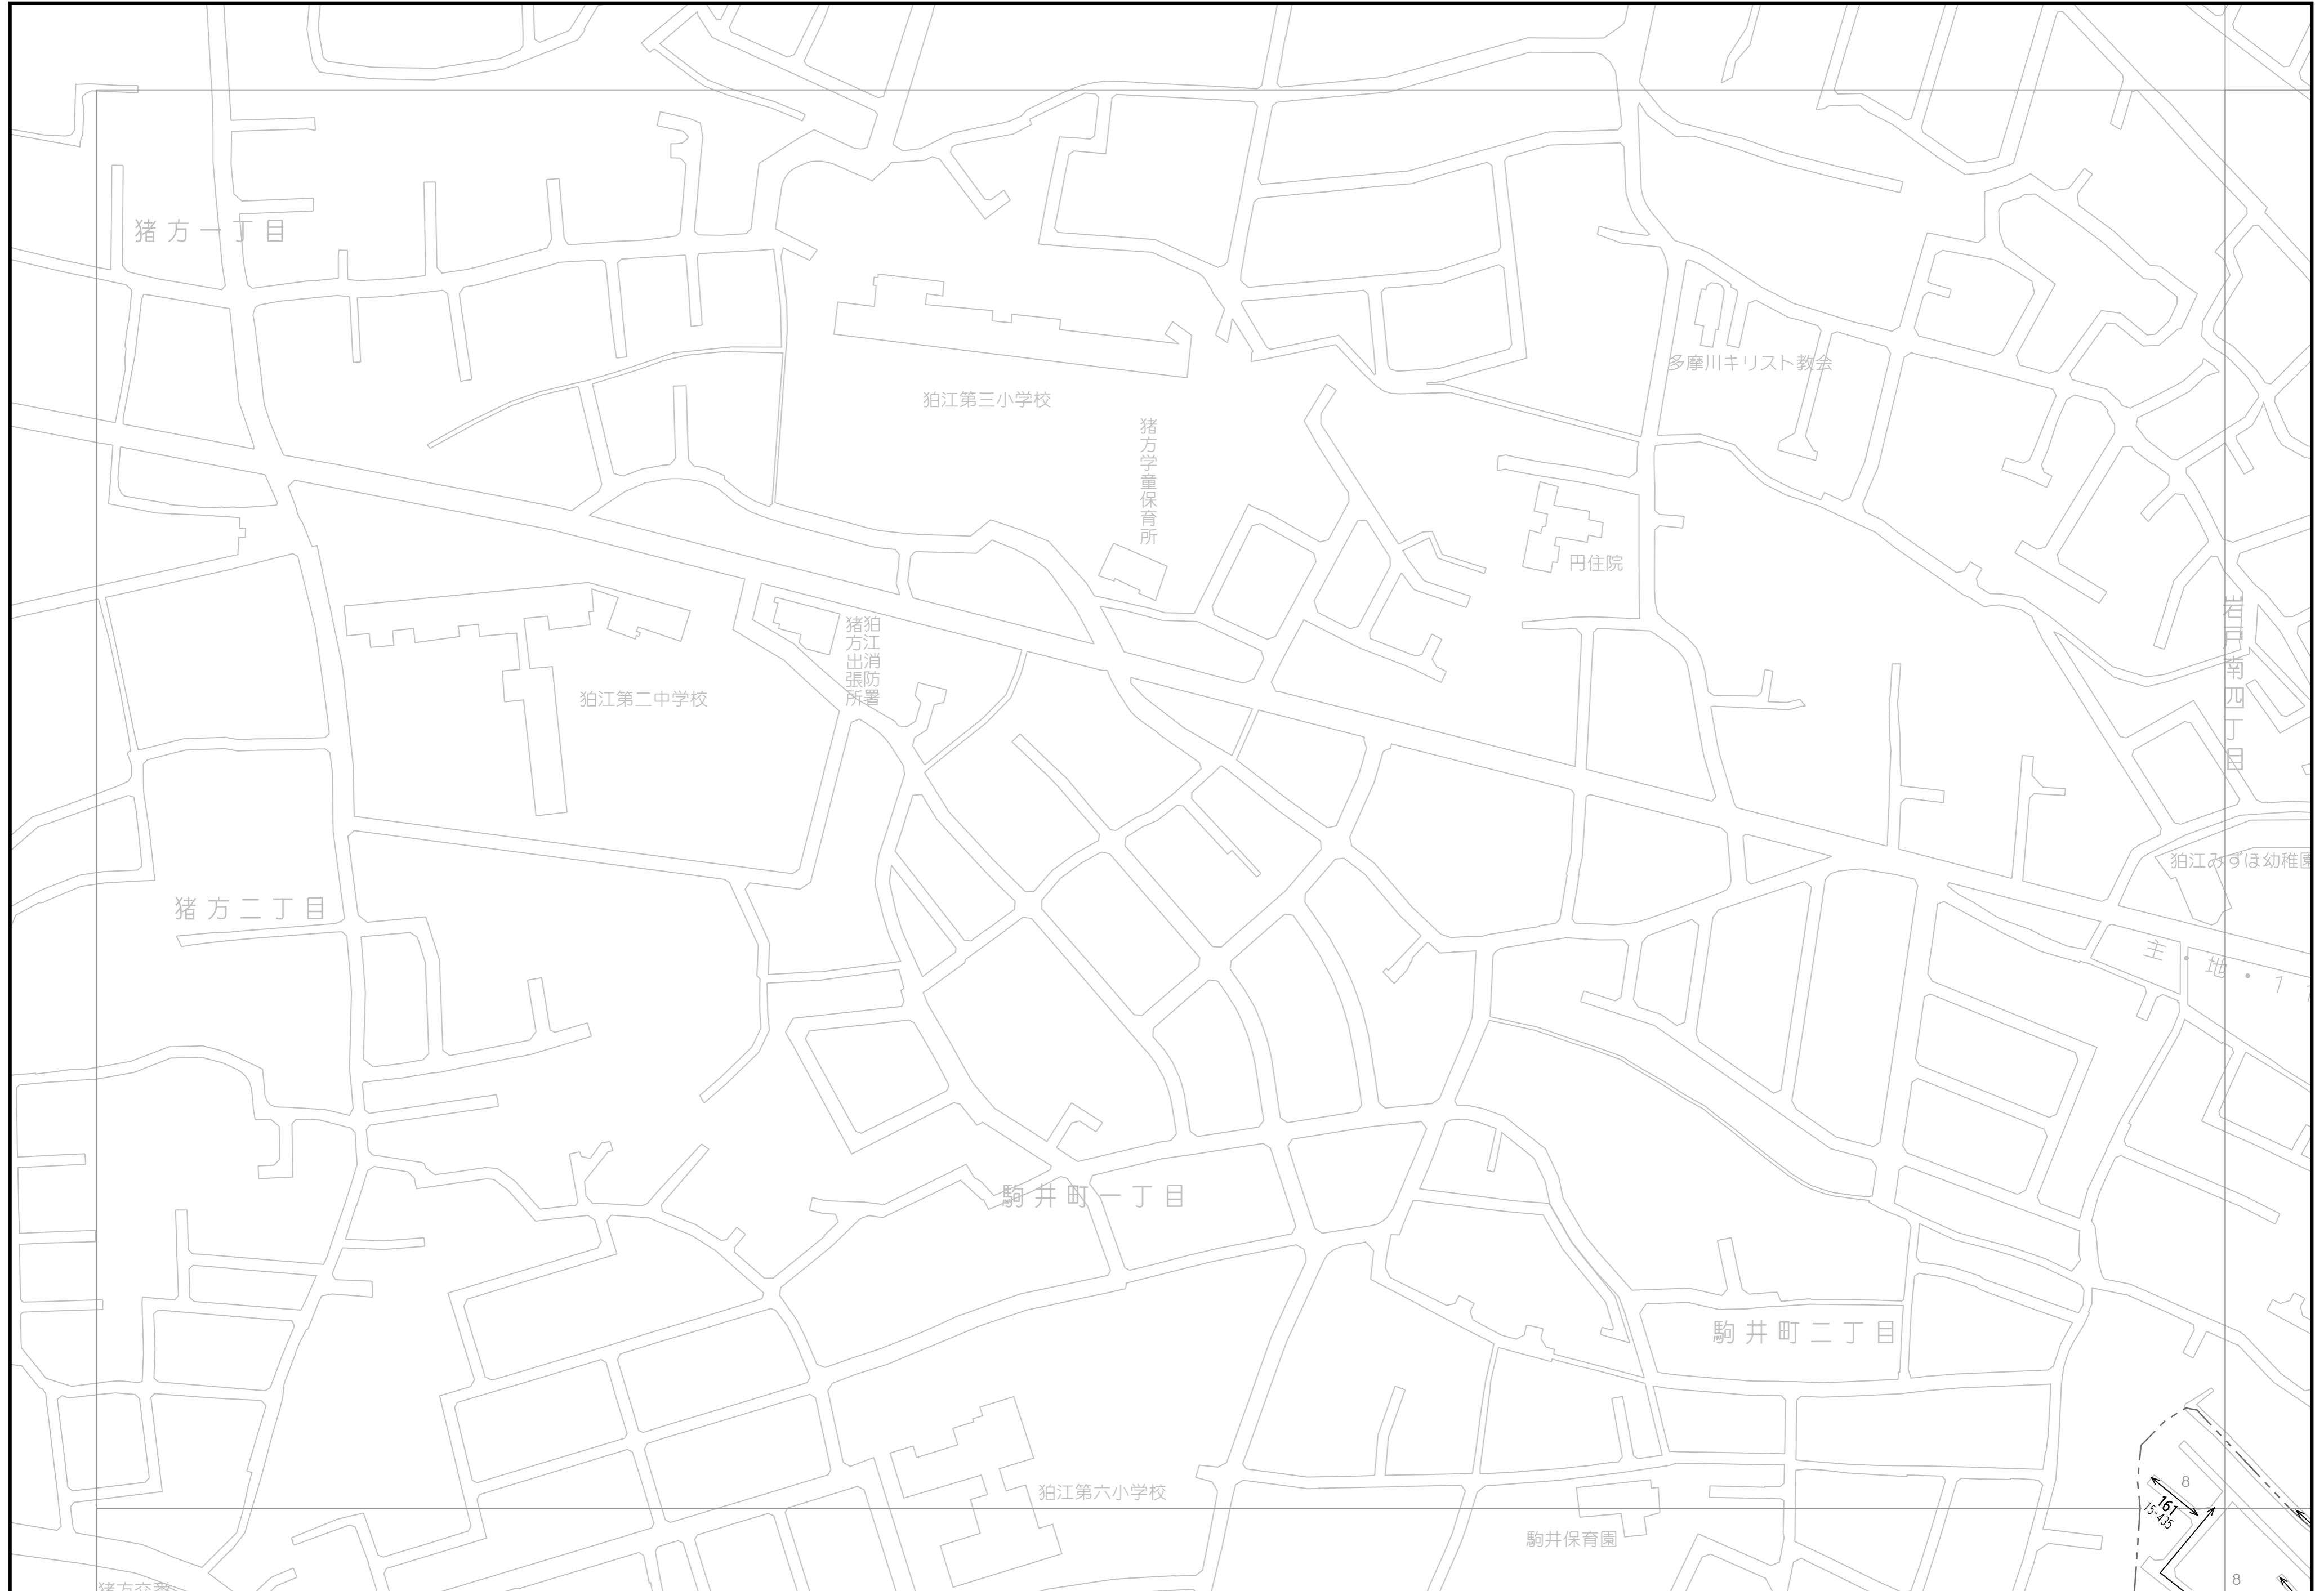 猪方一丁目
多摩川キリスト教会
狛江第三小学校
猪方学童保育所
円住院
岩戸南四丁目
狛江消防署
猪方出張所
狛江第二中学校
狛江みずほ幼稚園
猪方二丁目
主・地・7
駒井町一丁目
駒井町二丁目
狛江第六小学校
8
161
15-435
駒井保育園
猪方交番
8